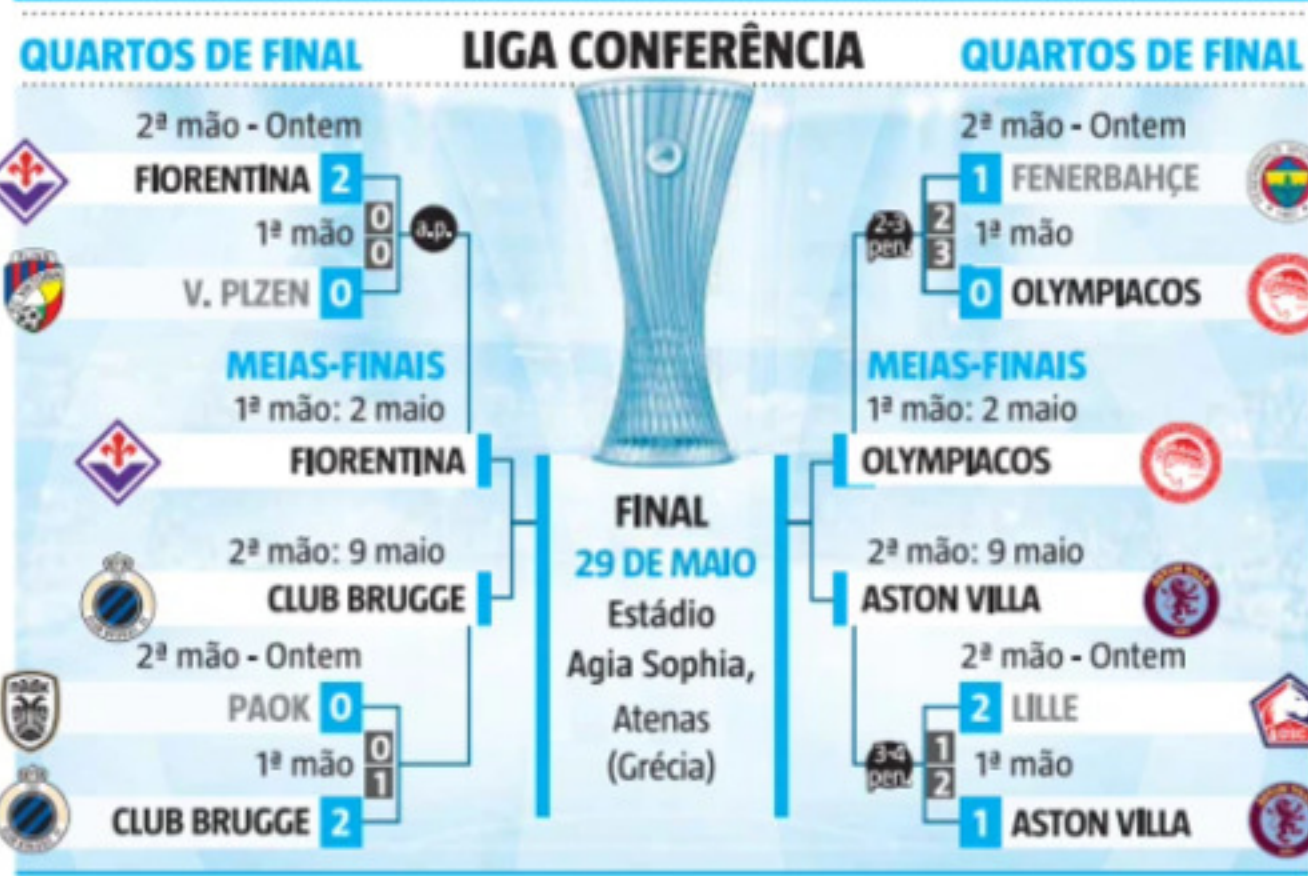 QUARTOS DE FINAL
LIGA CONFERÊNCIA
QUARTOS DE FINAL
2ª mão - Ontem
FIORENTINA 2
1ª mão 0
0
a.p.
V. PLZEN 0
MEIAS-FINAIS
1ª mão: 2 maio
FIORENTINA
2ª mão: 9 maio
CLUB BRUGGE
2ª mão - Ontem
PAOK 0
1ª mão 0
1
CLUB BRUGGE 2
FINAL
29 DE MAIO
Estádio
Agia Sophia,
Atenas
(Grécia)
2ª mão - Ontem
1 FENERBAHÇE
2-3
pen.
2
3
1ª mão
0 OLYMPIACOS
MEIAS-FINAIS
1ª mão: 2 maio
OLYMPIACOS
2ª mão: 9 maio
ASTON VILLA
2ª mão - Ontem
2 LILLE
3-4
pen.
1
2
1ª mão
1 ASTON VILLA